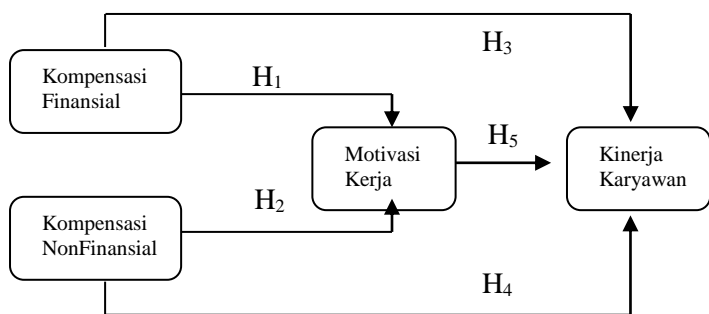 H₃
Kompensasi
Finansial
H₁
Motivasi
Kerja
H₅
Kinerja
Karyawan
Kompensasi
NonFinansial
H₂
H₄